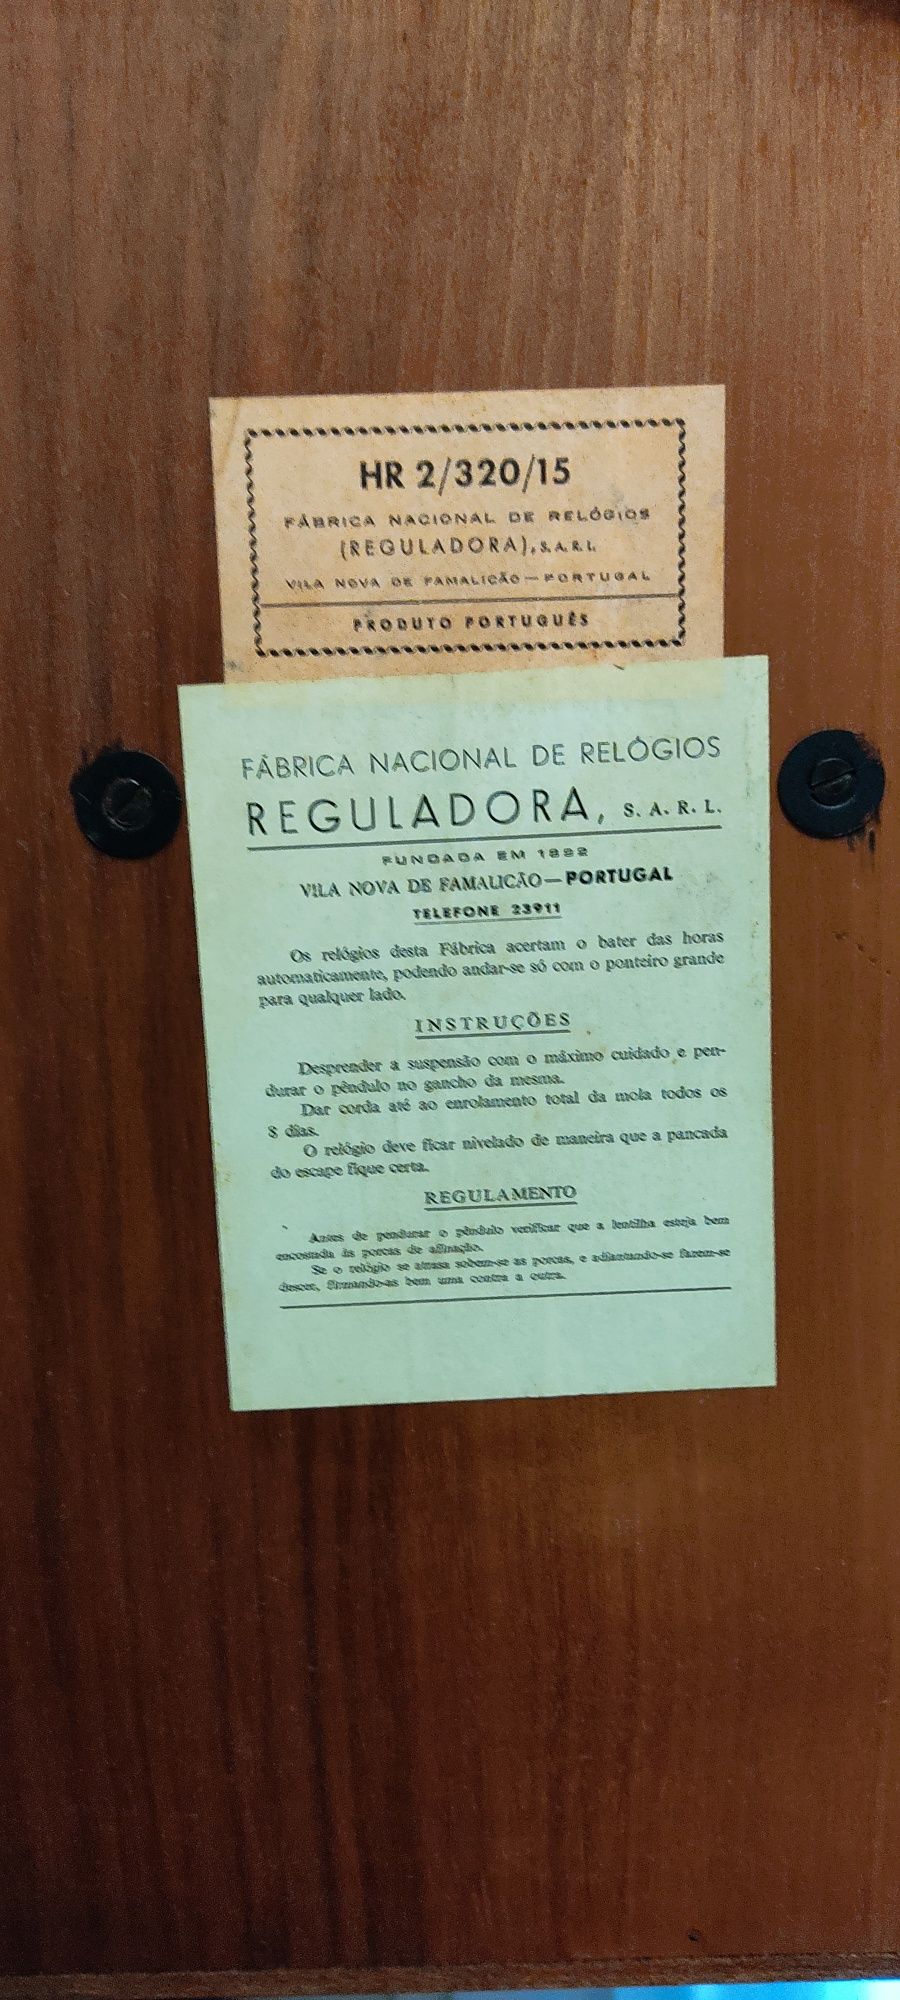 HR 2/320/15
FÁBRICA NACIONAL DE RELÓGIOS
(REGULADORA), S. A. R. L.
VILA NOVA DE FAMALICÃO — PORTUGAL
PRODUTO PORTUGUÊS
FÁBRICA NACIONAL DE RELÓGIOS
REGULADORA, S. A. R. L.
FUNDADA EM 1892
VILA NOVA DE FAMALICÃO — PORTUGAL
TELEFONE 23911
Os relógios desta Fábrica acertam o bater das horas
automaticamente, podendo andar-se só com o ponteiro grande
para qualquer lado.
INSTRUÇÕES
Desprender a suspensão com o máximo cuidado e pen-
durar o pêndulo no gancho da mesma.
Dar corda até ao enrolamento total da mola todos os
8 dias.
O relógio deve ficar nivelado de maneira que a pancada
do escape fique certa.
REGULAMENTO
Antes de pendurar o pêndulo verificar que a lentilha esteja bem
encostada às porcas de afinação.
Se o relógio se atrasa sobem-se as porcas, e adiantando-se fazem-se
descer, firmando-as bem uma contra a outra.